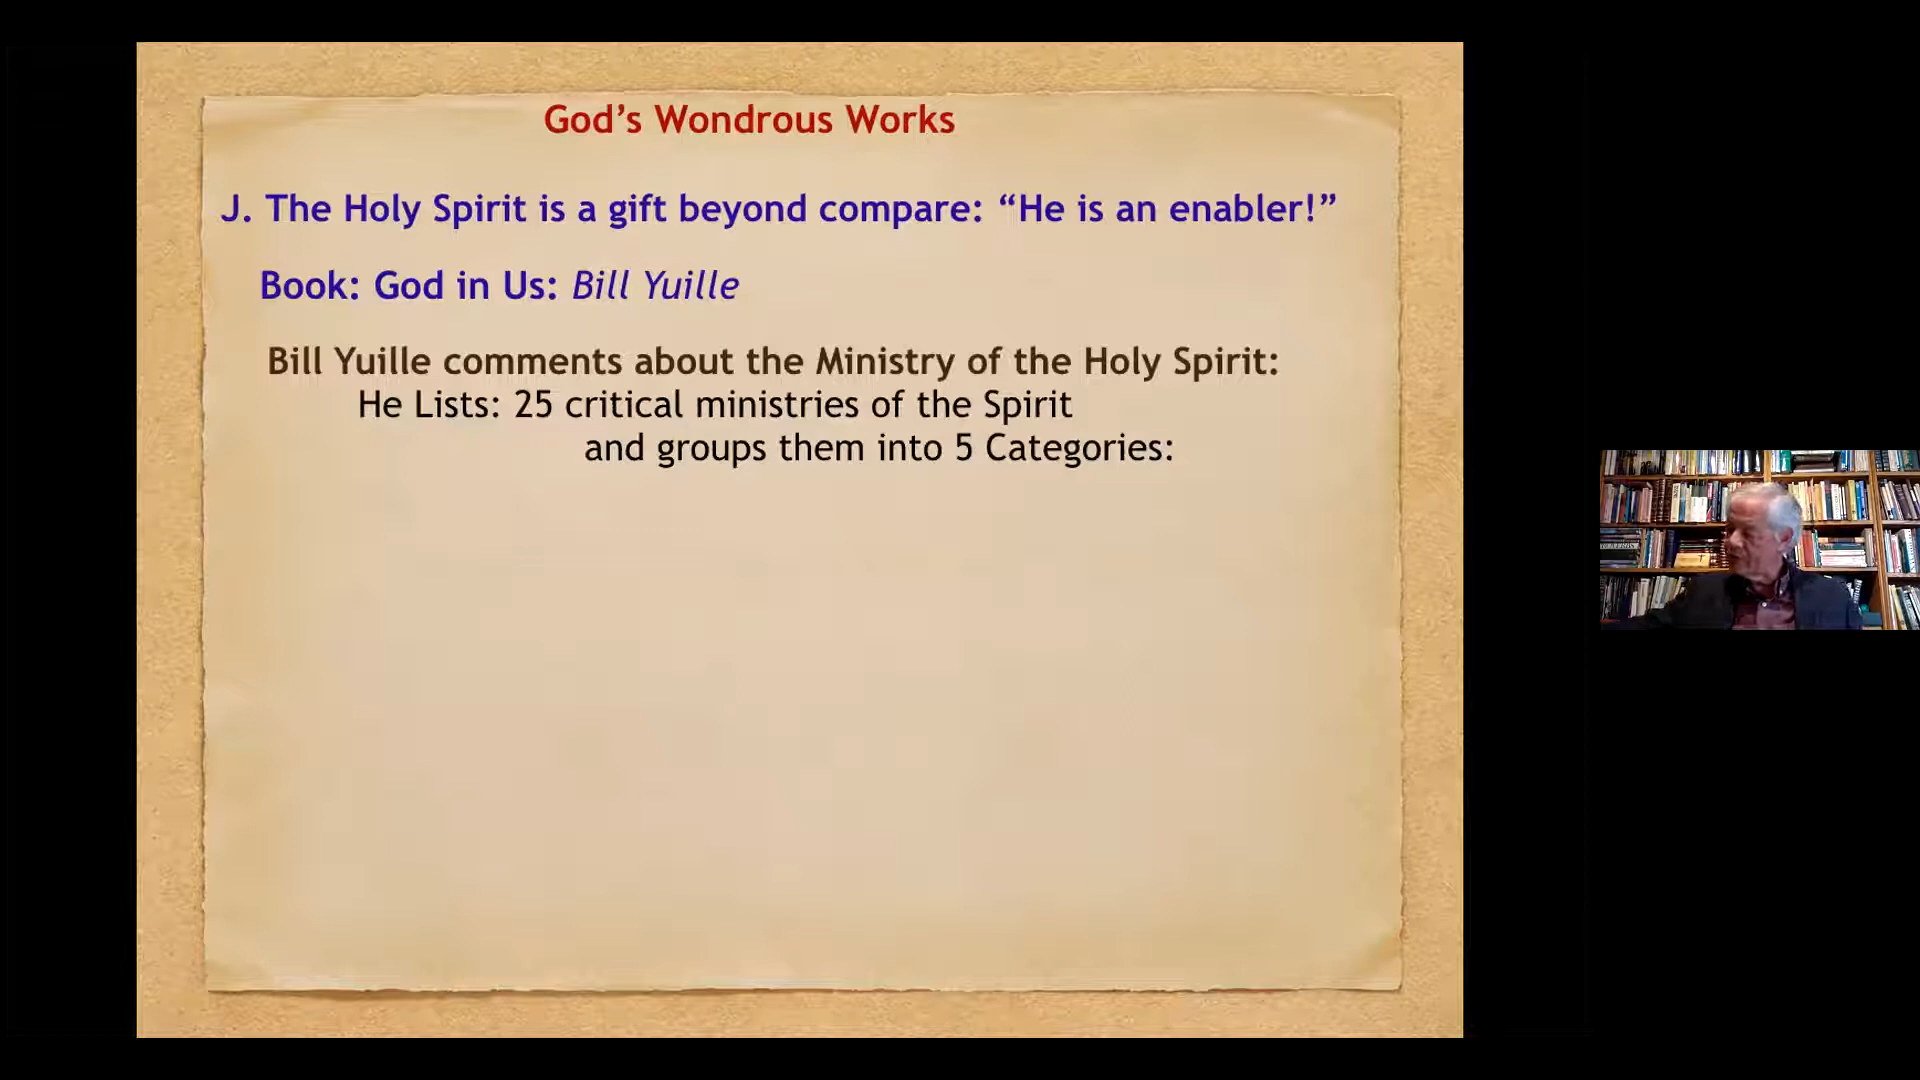 God’s Wondrous Works
J. The Holy Spirit is a gift beyond compare: “He is an enabler!”
Book: God in Us: Bill Yuille
Bill Yuille comments about the Ministry of the Holy Spirit:
He Lists: 25 critical ministries of the Spirit
and groups them into 5 Categories: